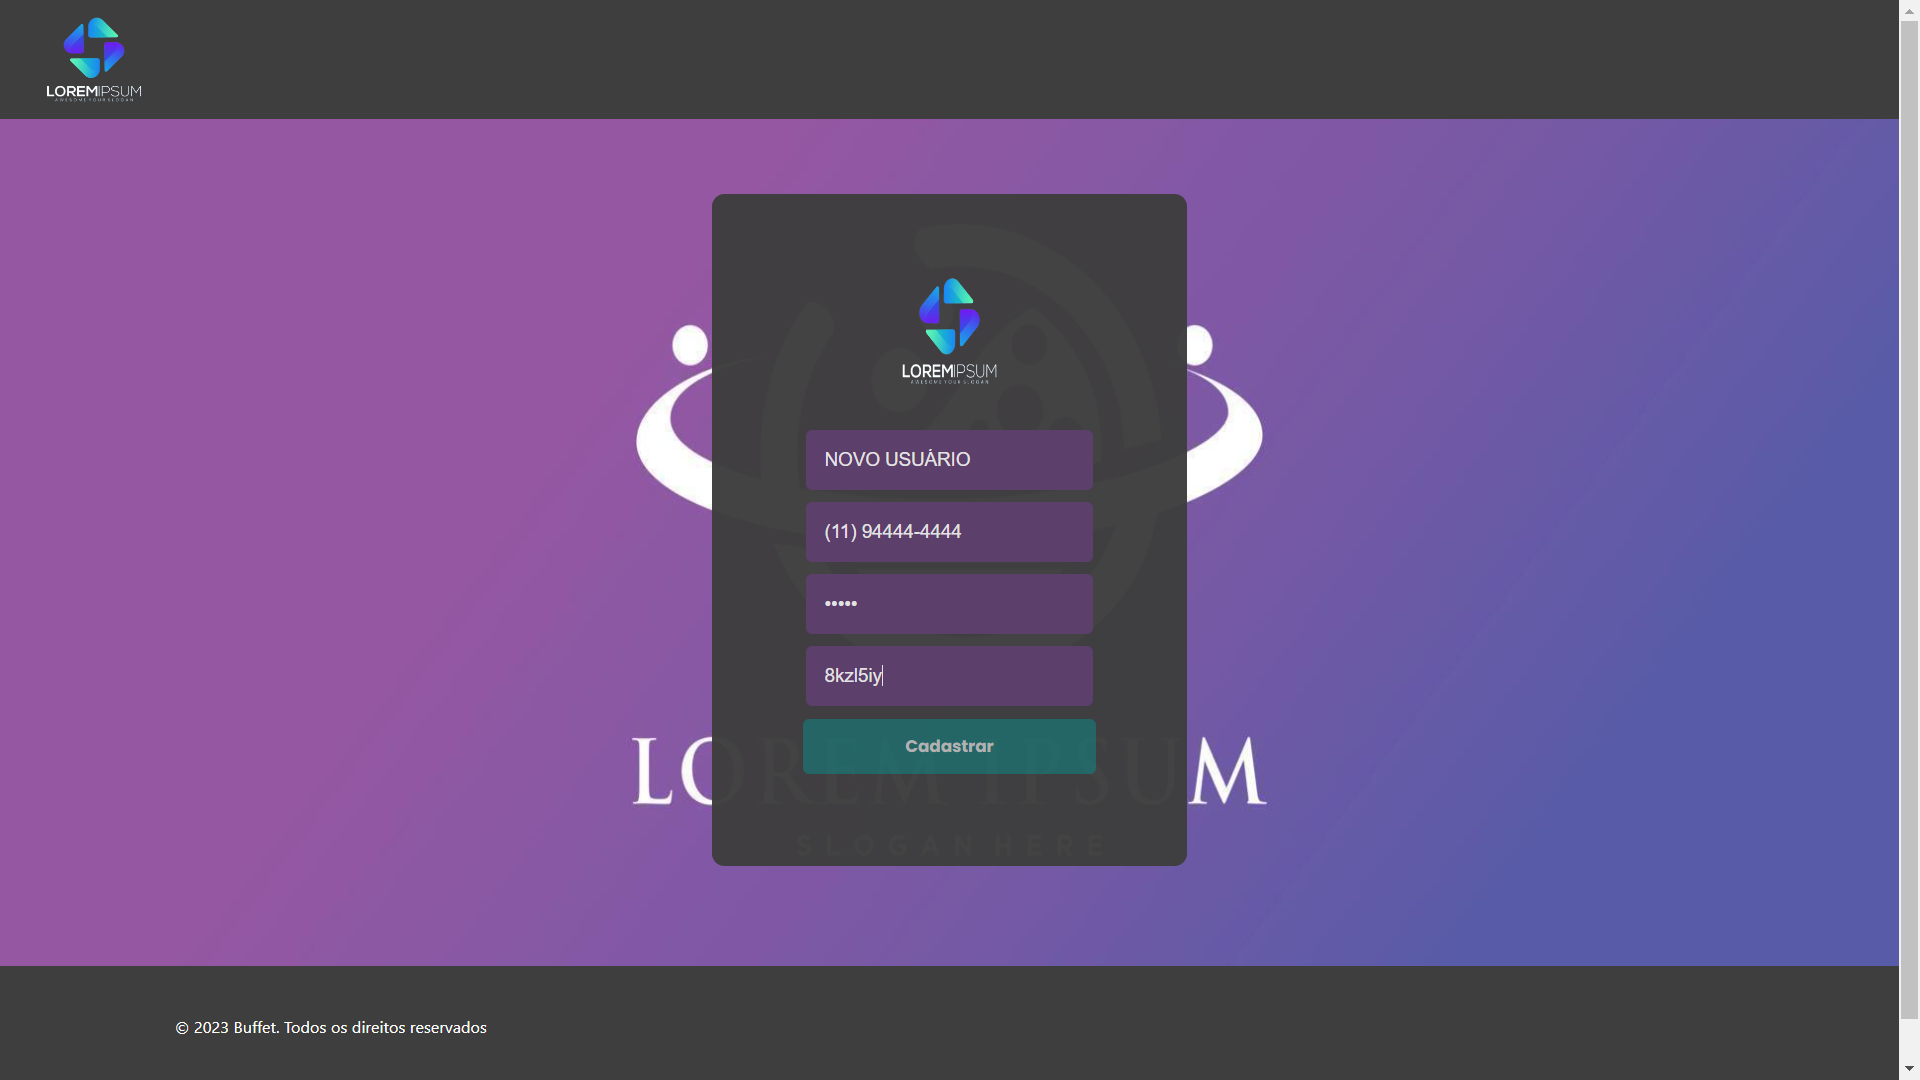 LOREMIPSUM
AWESOME YOUR SLOGAN
LOREMIPSUM
AWESOME YOUR SLOGAN
NOVO USUÁRIO
(11) 94444-4444
•••••
8kzl5iy
Cadastrar
LOREM IPSUM
SLOGAN HERE
© 2023 Buffet. Todos os direitos reservados